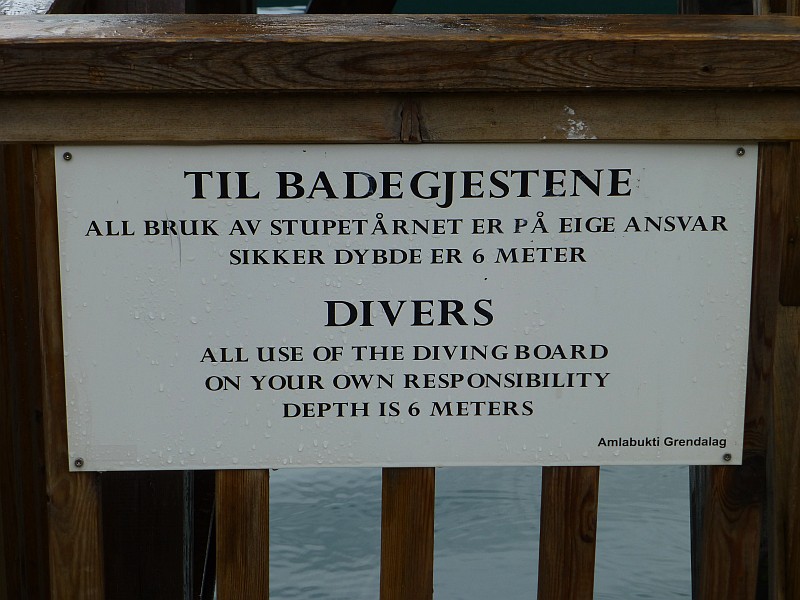 TIL BADEGJESTENE
ALL BRUK AV STUPETÅRNET ER PÅ EIGE ANSVAR
SIKKER DYBDE ER 6 METER
DIVERS
ALL USE OF THE DIVING BOARD
ON YOUR OWN RESPONSIBILITY
DEPTH IS 6 METERS
Amlabukti Grendalag